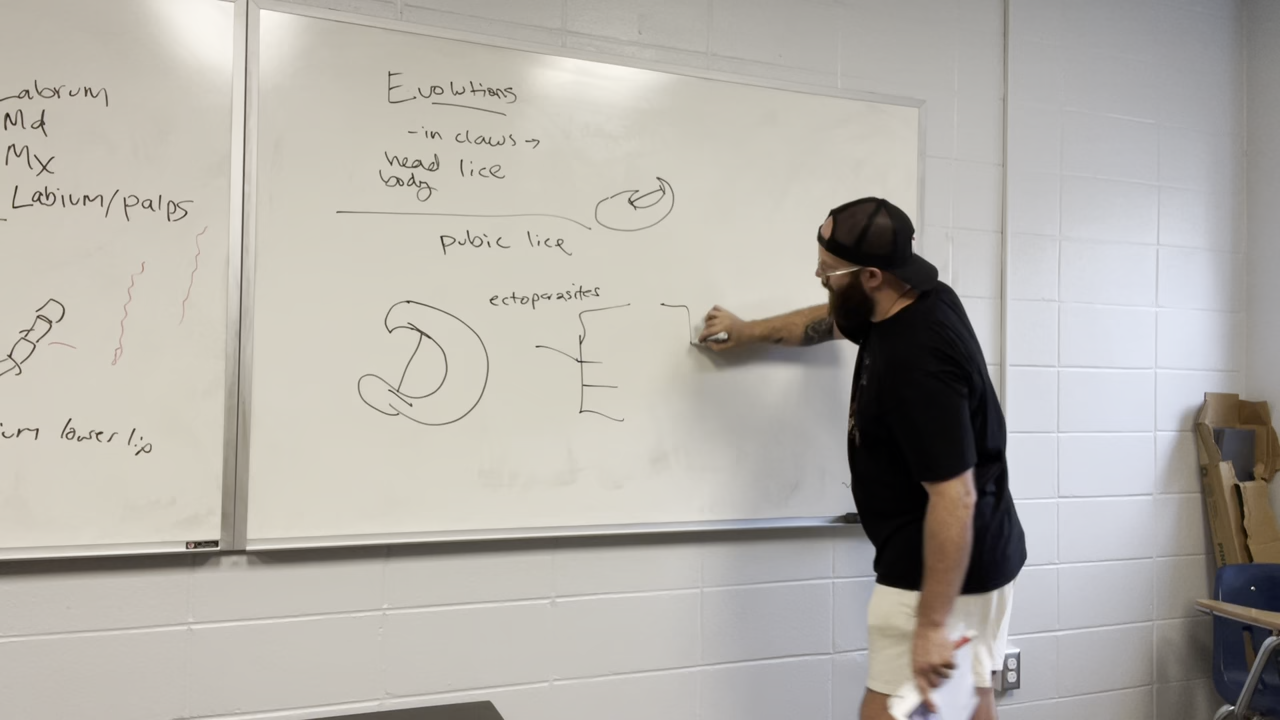 Labrum
Md
Mx
Labium/palps
lower lip
Evolutions
-in claws →
head lice
body
pubic lice
ectoparasites